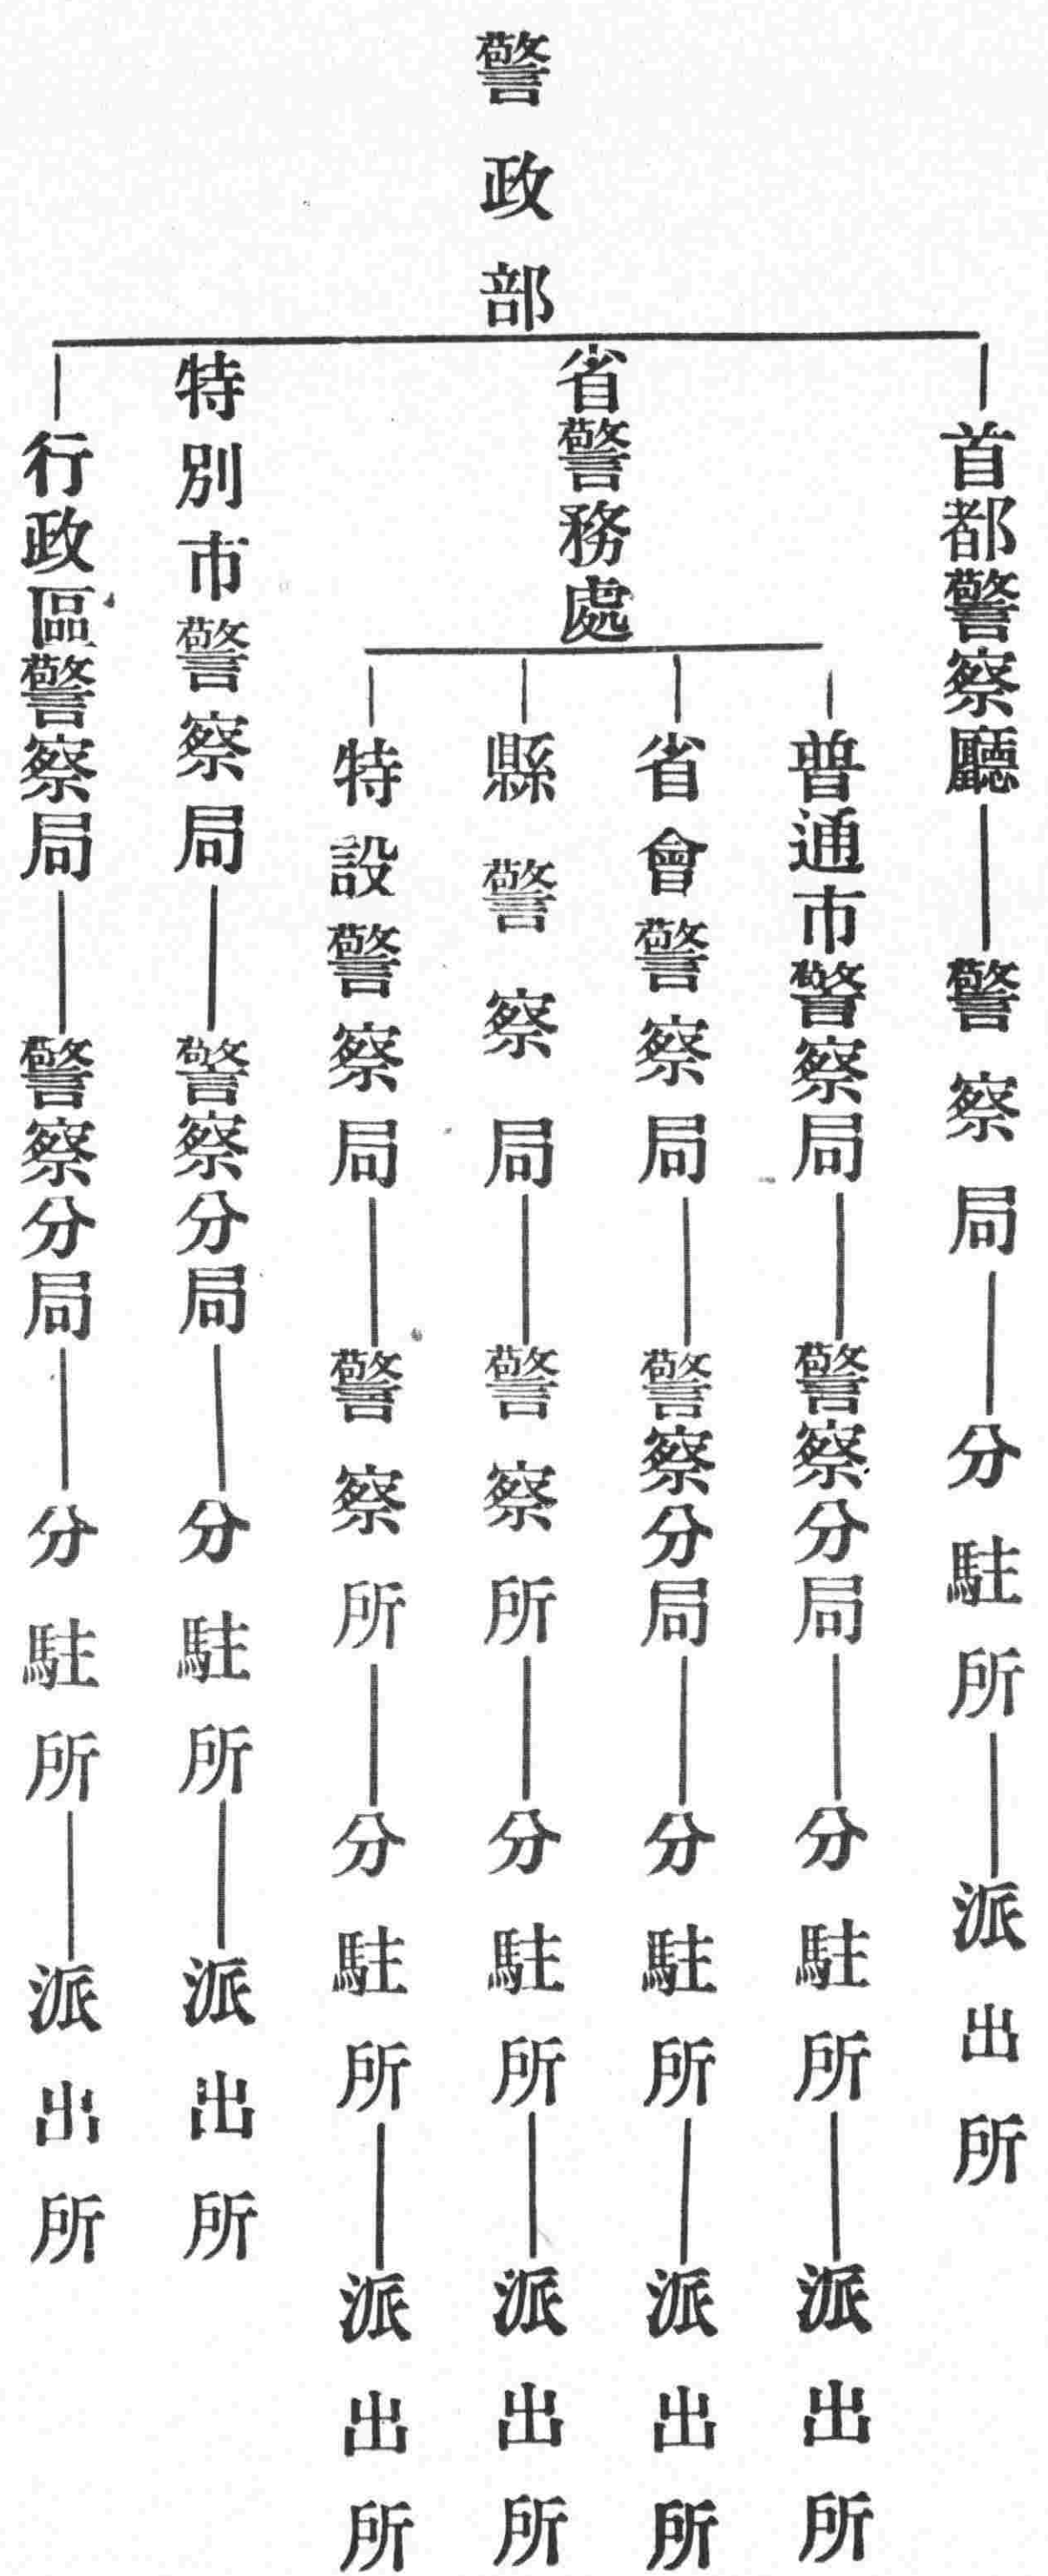 警政部
首都警察廳
警察局
分駐所
派出所
省警務處
普通市警察局
警察分局
分駐所
派出所
省會警察局
警察分局
分駐所
派出所
縣警察局
警察所
分駐所
派出所
特設警察局
警察所
分駐所
派出所
特別市警察局
警察分局
分駐所
派出所
行政區警察局
警察分局
分駐所
派出所